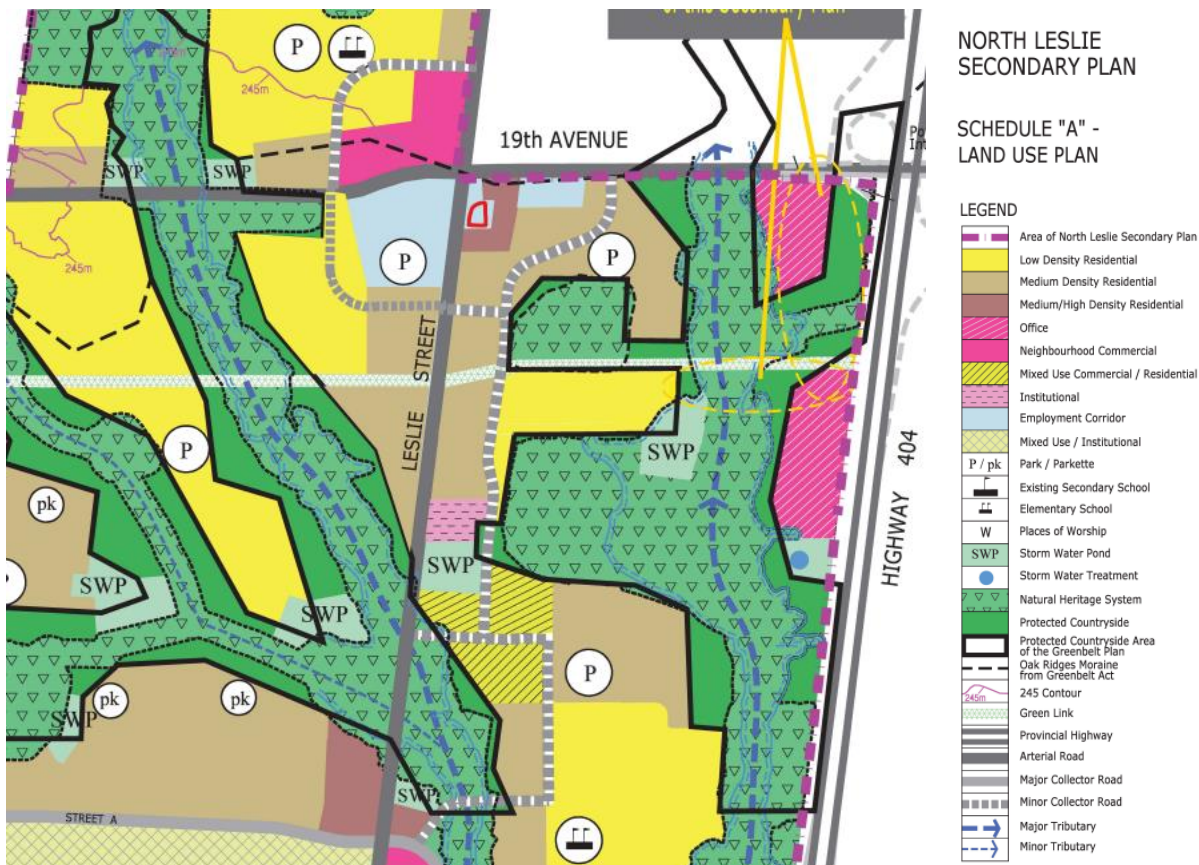 of this Secondary Plan
P
245m
19th AVENUE
SWP
SWP
245m
P
P
LESLIE STREET
P
SWP
HIGHWAY 404
pk
SWP
SWP
SWP
P
pk
pk
SWP
SWP
STREET A
NORTH LESLIE
SECONDARY PLAN
SCHEDULE "A" -
LAND USE PLAN
LEGEND
Area of North Leslie Secondary Plan
Low Density Residential
Medium Density Residential
Medium/High Density Residential
Office
Neighbourhood Commercial
Mixed Use Commercial / Residential
Institutional
Employment Corridor
Mixed Use / Institutional
P / pk Park / Parkette
Existing Secondary School
Elementary School
W Places of Worship
SWP Storm Water Pond
Storm Water Treatment
Natural Heritage System
Protected Countryside
Protected Countryside Area
of the Greenbelt Plan
Oak Ridges Moraine
from Greenbelt Act
245m 245 Contour
Green Link
Provincial Highway
Arterial Road
Major Collector Road
Minor Collector Road
Major Tributary
Minor Tributary